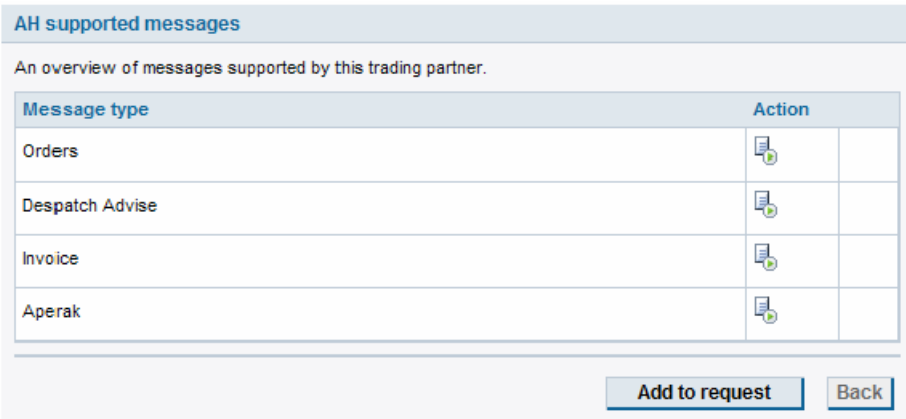 AH supported messages
An overview of messages supported by this trading partner.
Message type Action
Orders
Despatch Advise
Invoice
Aperak
Add to request Back